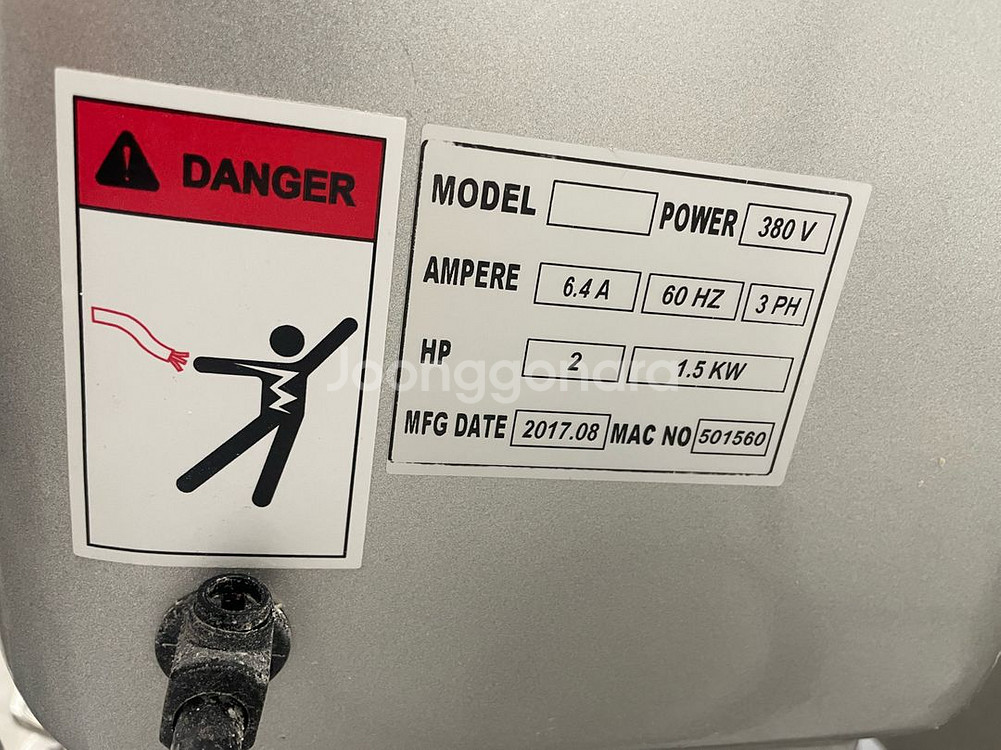 DANGER
MODEL POWER 380 V
AMPERE 6.4 A 60 HZ 3 PH
HP 2 1.5 KW
MFG DATE 2017.08 MAC NO 501560
Joonggonara